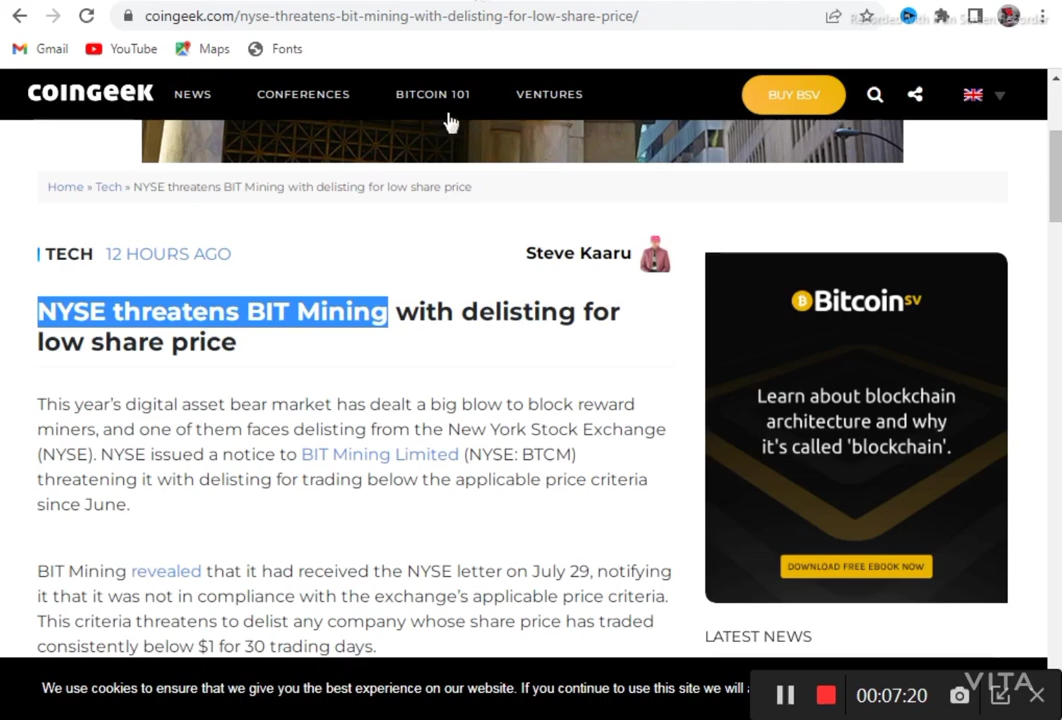 coingeek.com/nyse-threatens-bit-mining-with-delisting-for-low-share-price/
Gmail YouTube Maps Fonts
COINGEEK NEWS CONFERENCES BITCOIN 101 VENTURES BUY BSV
Home » Tech » NYSE threatens BIT Mining with delisting for low share price
TECH 12 HOURS AGO Steve Kaaru
NYSE threatens BIT Mining with delisting for
low share price
This year's digital asset bear market has dealt a big blow to block reward
miners, and one of them faces delisting from the New York Stock Exchange
(NYSE). NYSE issued a notice to BIT Mining Limited (NYSE: BTCM)
threatening it with delisting for trading below the applicable price criteria
since June.
BIT Mining revealed that it had received the NYSE letter on July 29, notifying
it that it was not in compliance with the exchange's applicable price criteria.
This criteria threatens to delist any company whose share price has traded
consistently below $1 for 30 trading days.
BitcoinSV
Learn about blockchain
architecture and why
it's called 'blockchain'.
DOWNLOAD FREE EBOOK NOW
LATEST NEWS
We use cookies to ensure that we give you the best experience on our website. If you continue to use this site we will
00:07:20
VITA